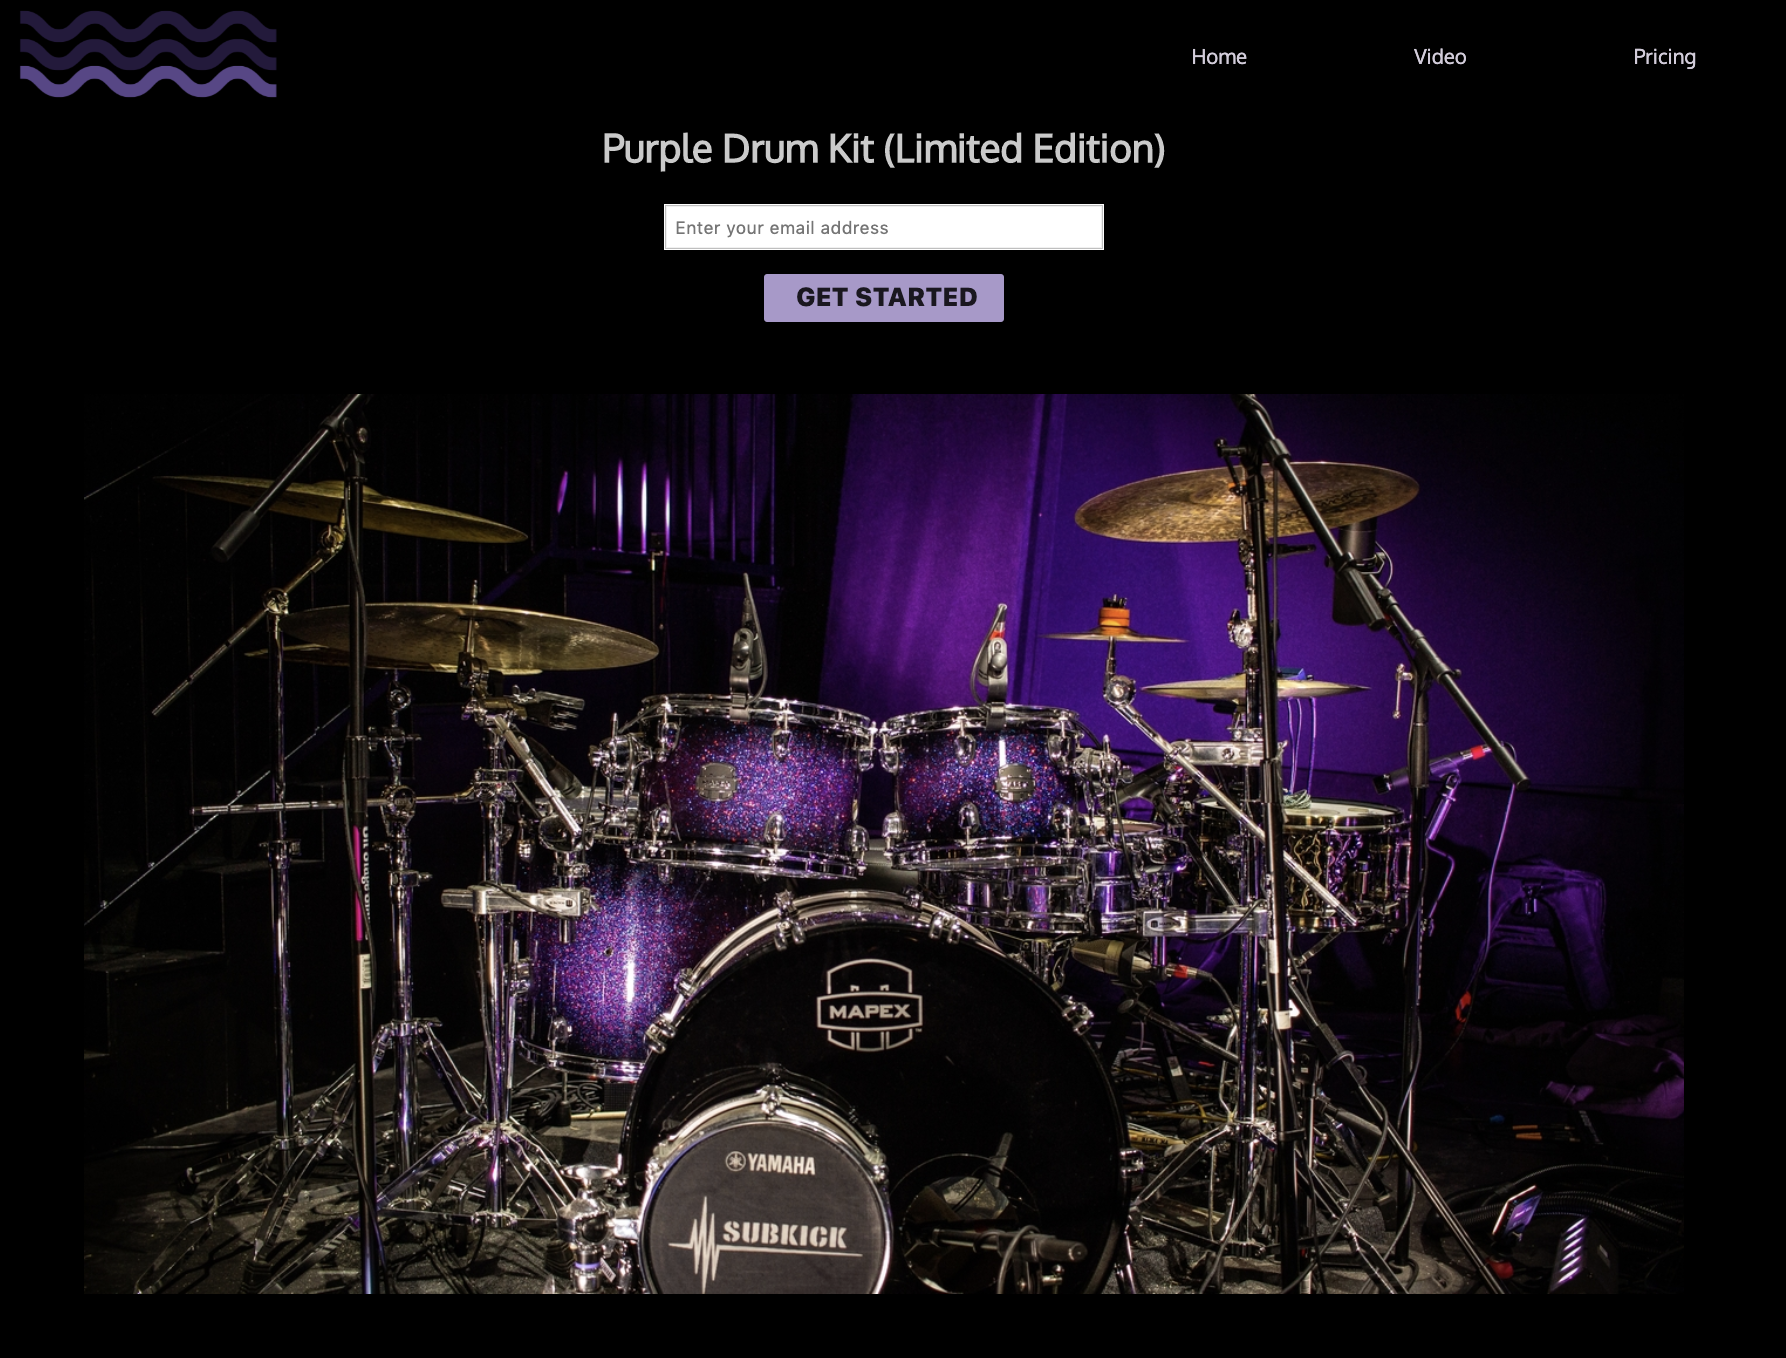 Home
Video
Pricing
Purple Drum Kit (Limited Edition)
Enter your email address
GET STARTED
MAPEX
YAMAHA
SUBKICK